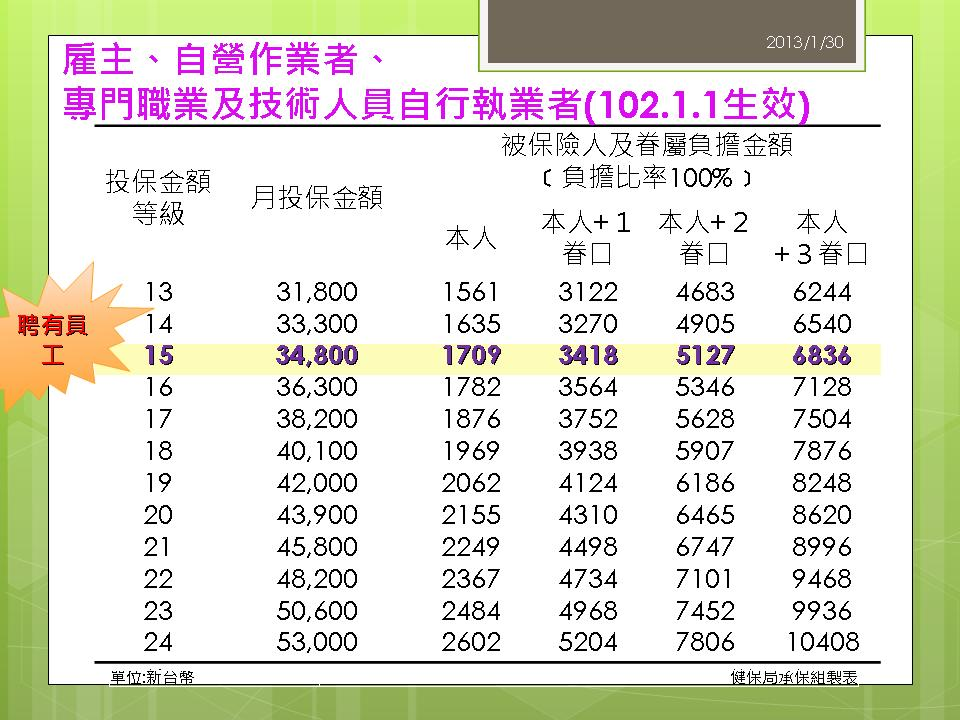 2013/1/30
雇主、自營作業者、
專門職業及技術人員自行執業者(102.1.1生效)
投保金額
等級
月投保金額
被保險人及眷屬負擔金額
﹝負擔比率100%﹞
本人
本人+1
眷口
本人+2
眷口
本人
+3眷口
13 31,800 1561 3122 4683 6244
14 33,300 1635 3270 4905 6540
15 34,800 1709 3418 5127 6836
16 36,300 1782 3564 5346 7128
17 38,200 1876 3752 5628 7504
18 40,100 1969 3938 5907 7876
19 42,000 2062 4124 6186 8248
20 43,900 2155 4310 6465 8620
21 45,800 2249 4498 6747 8996
22 48,200 2367 4734 7101 9468
23 50,600 2484 4968 7452 9936
24 53,000 2602 5204 7806 10408
聘有員
工
單位:新台幣
健保局承保組製表